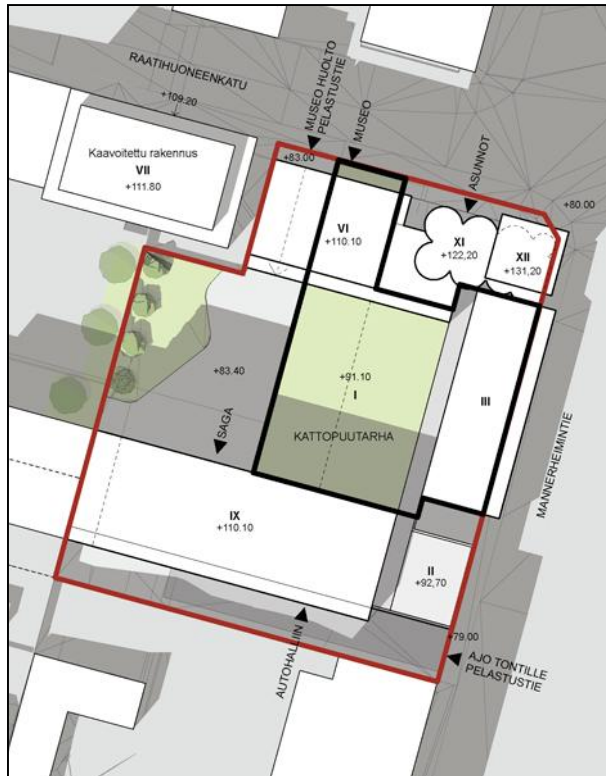 RAATIHUONEENKATU
+109.20
MUSEO HUOLTO
PELASTUSTIE
MUSEO
ASUNNOT
Kaavoitettu rakennus
VII
+111.80
+83.00
+80.00
VI
+110.10
XI
+122,20
XII
+131,20
+83.40
+91.10
I
KATTOPUUTARHA
III
MANNERHEIMINTIE
SAGA
IX
+110.10
II
+92,70
AUTOHALLIIN
+79.00
AJO TONTILLE
PELASTUSTIE